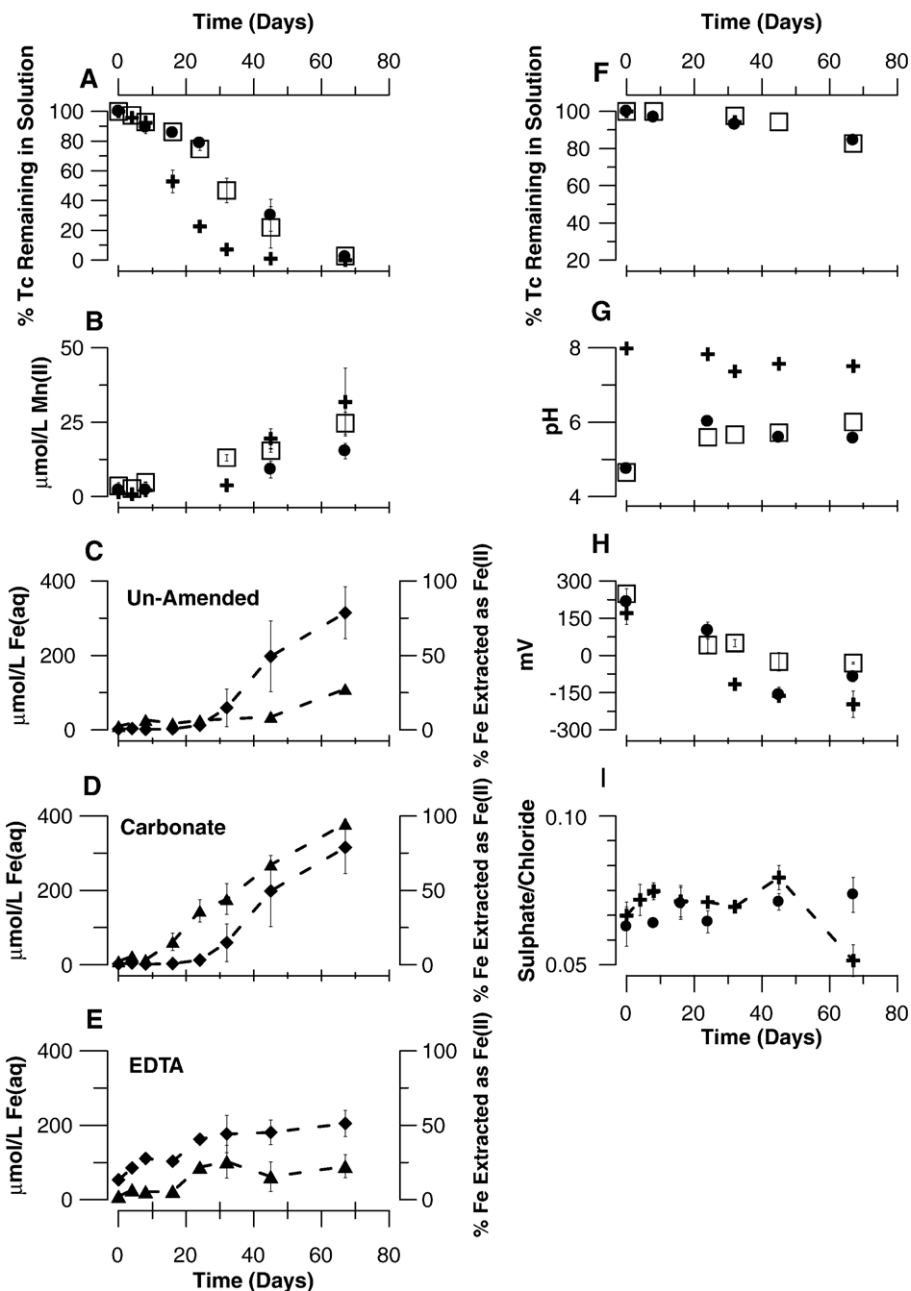 Time (Days)
0 20 40 60 80
A
% Tc Remaining in Solution
100
80
60
40
20
0
B
μmol/L Mn(II)
50
25
0
C
Un-Amended
μmol/L Fe(aq)
400
200
0
% Fe Extracted as Fe(II)
100
50
0
D
Carbonate
μmol/L Fe(aq)
400
200
0
% Fe Extracted as Fe(II)
100
50
0
E
EDTA
μmol/L Fe(aq)
400
200
0
% Fe Extracted as Fe(II)
100
50
0
0 20 40 60 80
Time (Days)
Time (Days)
0 20 40 60 80
F
% Tc Remaining in Solution
100
80
60
40
20
G
pH
8
6
4
H
mV
300
150
0
-150
-300
I
Sulphate/Chloride
0.10
0.05
0 20 40 60 80
Time (Days)